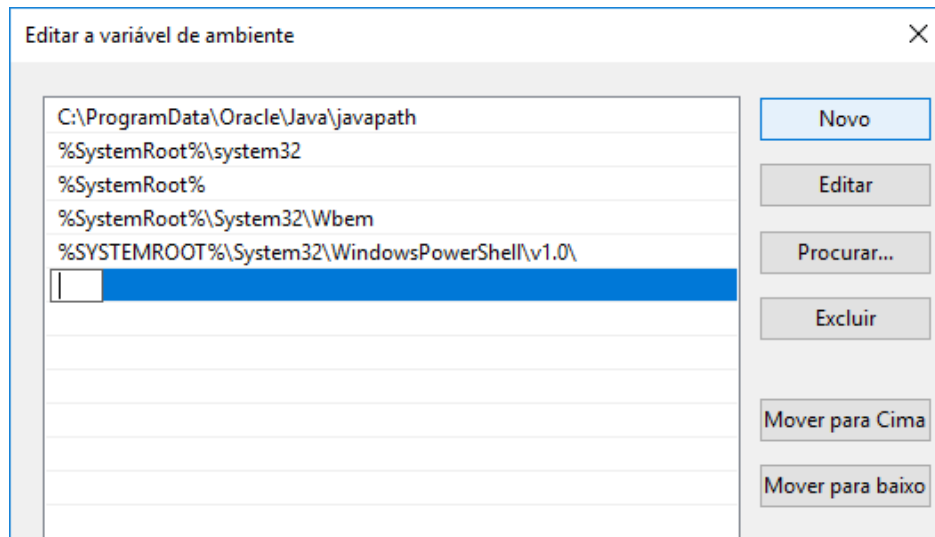 Editar a variável de ambiente
C:\ProgramData\Oracle\Java\javapath
%SystemRoot%\system32
%SystemRoot%
%SystemRoot%\System32\Wbem
%SYSTEMROOT%\System32\WindowsPowerShell\v1.0\
Novo
Editar
Procurar...
Excluir
Mover para Cima
Mover para baixo